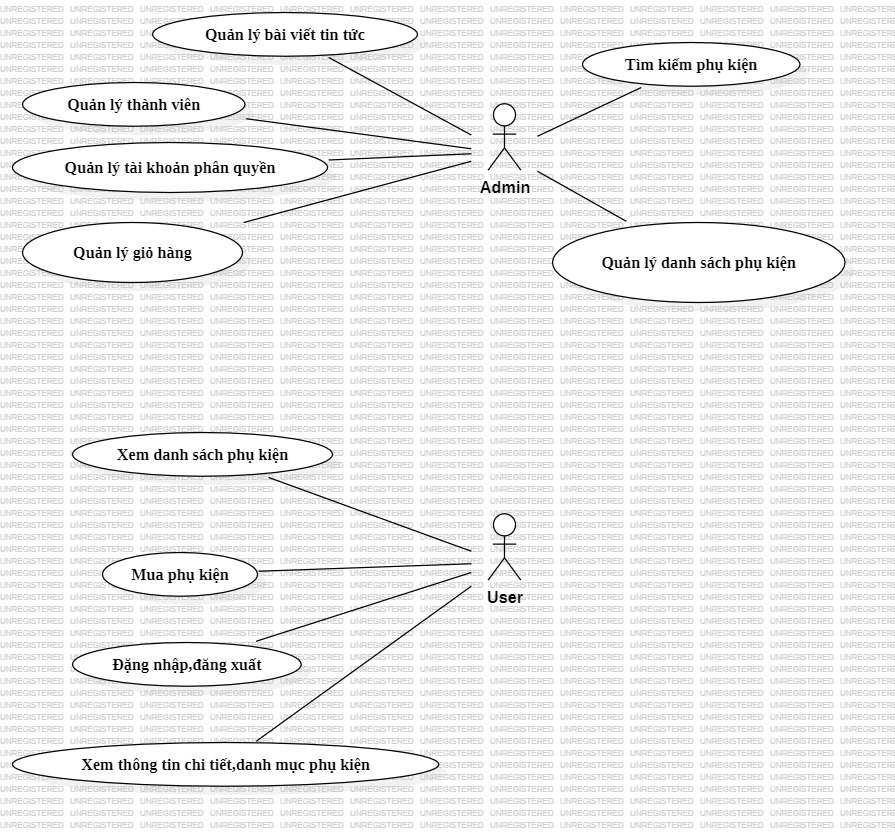 Quản lý bài viết tin tức
Tìm kiếm phụ kiện
Quản lý thành viên
Quản lý tài khoản phân quyền
Admin
Quản lý giỏ hàng
Quản lý danh sách phụ kiện
Xem danh sách phụ kiện
Mua phụ kiện
User
Đặng nhập,đăng xuất
Xem thông tin chi tiết,danh mục phụ kiện
UNREGISTERED